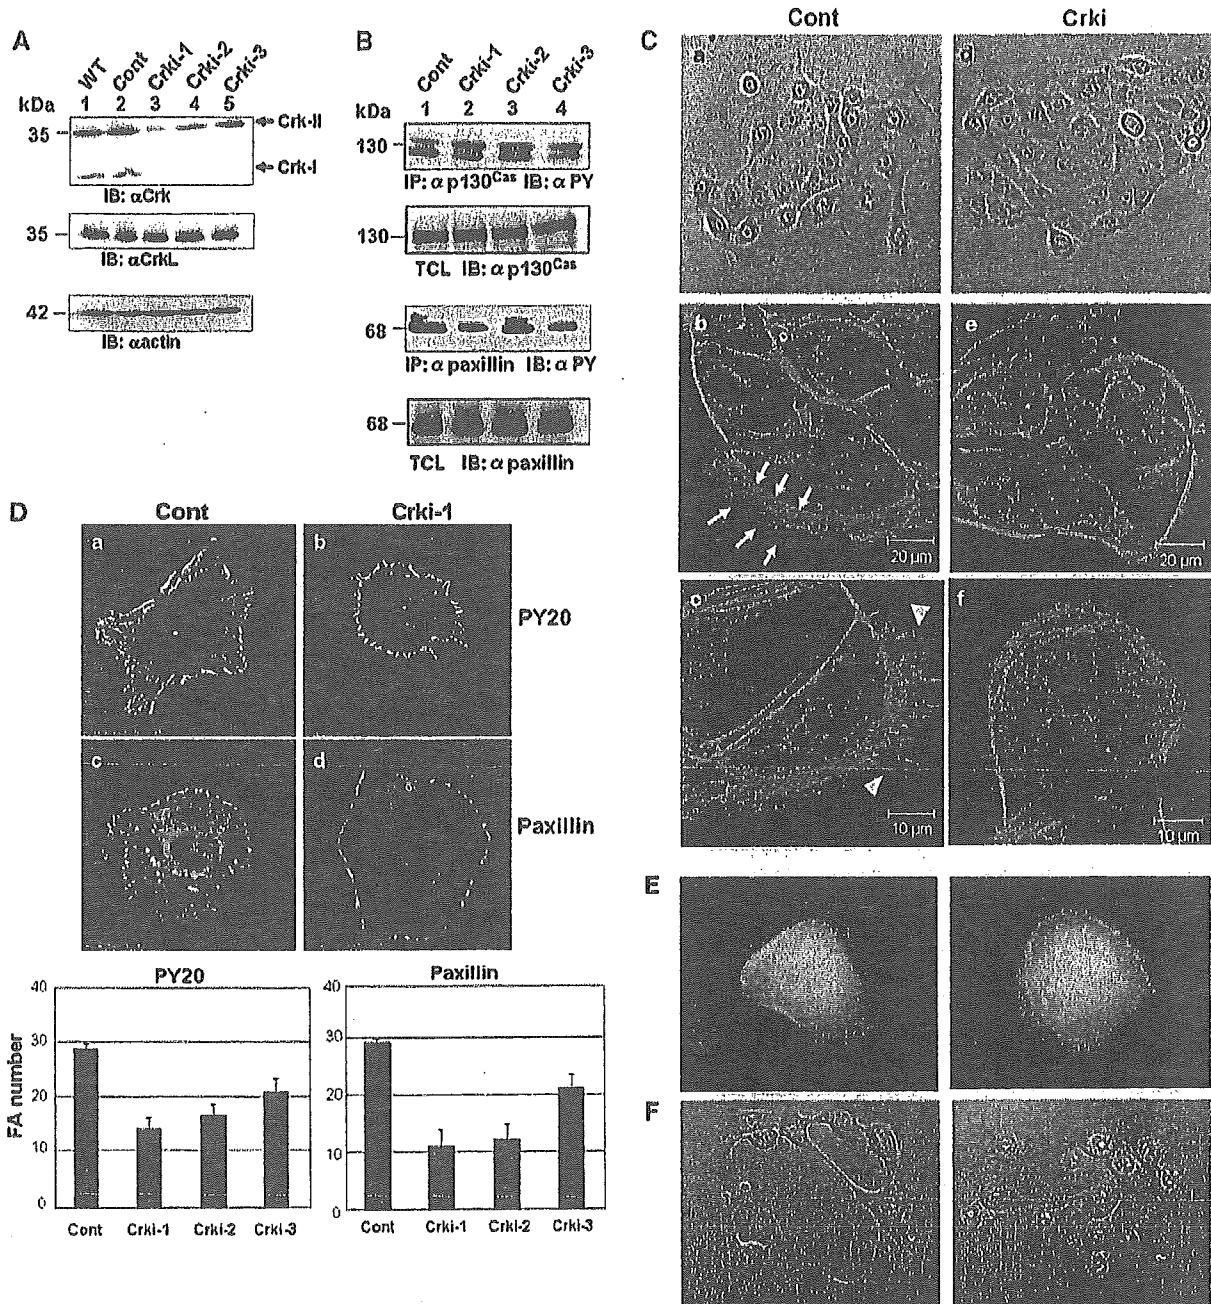 A
WT Cont Crki-1 Crki-2 Crki-3
kDa 1 2 3 4 5
35
Crk-II
Crk-I
IB: αCrk
35
IB: αCrkL
42
IB: αactin
B
Cont Crki-1 Crki-2 Crki-3
kDa 1 2 3 4
130
IP: α p130Cas IB: α PY
130
TCL IB: α p130Cas
68
IP: α paxillin IB: α PY
68
TCL IB: α paxillin
C
Cont Crki
a d
b e
20 μm 20 μm
c f
10 μm 10 μm
D
Cont Crki-1
a b
PY20
c d
Paxillin
PY20
40
30
20
10
0
FA number
Cont Crki-1 Crki-2 Crki-3
Paxillin
40
30
20
10
0
Cont Crki-1 Crki-2 Crki-3
E
F